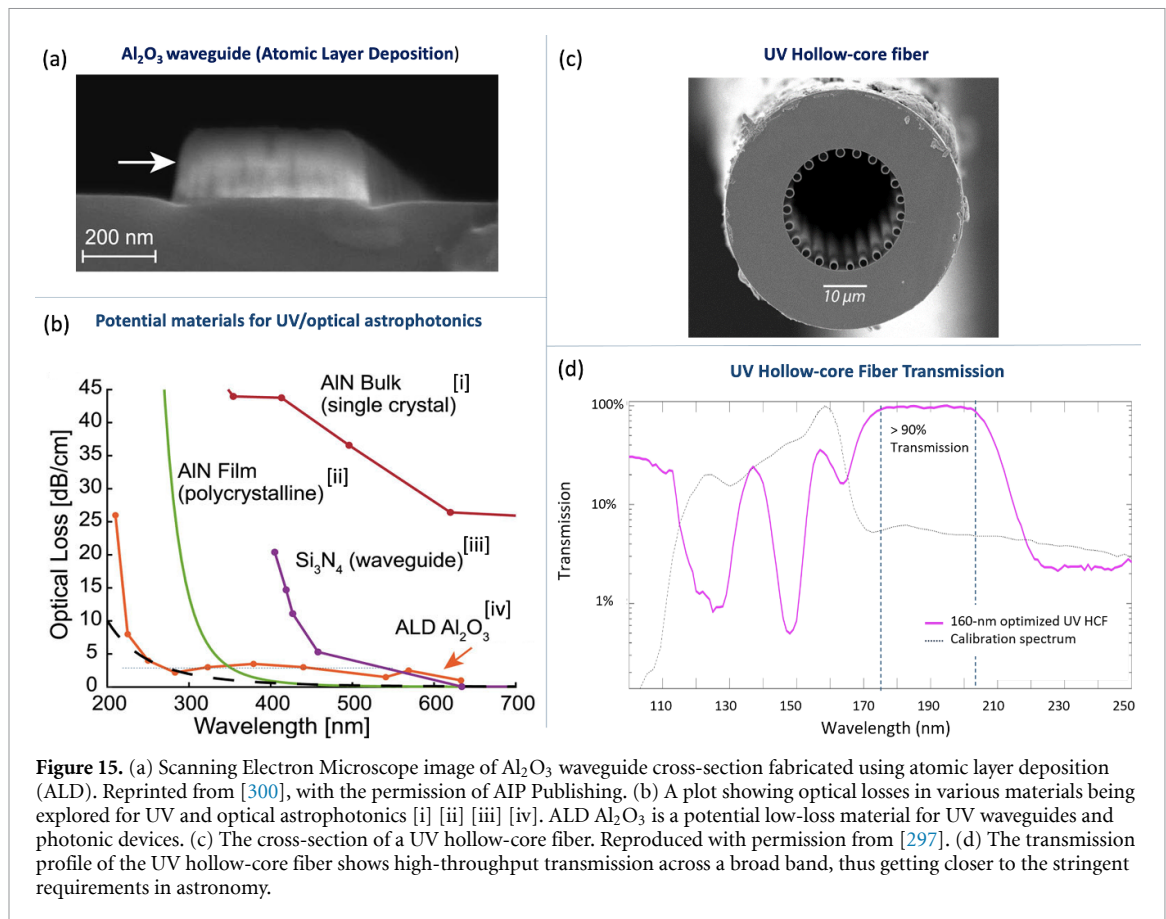 (a)
Al₂O₃ waveguide (Atomic Layer Deposition)
200 nm
(b)
Potential materials for UV/optical astrophotonics
45
40
35
30
25
20
15
10
5
0
Optical Loss [dB/cm]
AlN Bulk [i]
(single crystal)
AlN Film
(polycrystalline) [ii]
Si₃N₄ (waveguide) [iii]
ALD Al₂O₃ [iv]
200 300 400 500 600 700
Wavelength [nm]
(c)
UV Hollow-core fiber
10 µm
(d)
UV Hollow-core Fiber Transmission
100%
10%
1%
Transmission
> 90%
Transmission
160-nm optimized UV HCF
Calibration spectrum
110 130 150 170 190 210 230 250
Wavelength (nm)
Figure 15. (a) Scanning Electron Microscope image of Al₂O₃ waveguide cross-section fabricated using atomic layer deposition
(ALD). Reprinted from [300], with the permission of AIP Publishing. (b) A plot showing optical losses in various materials being
explored for UV and optical astrophotonics [i] [ii] [iii] [iv]. ALD Al₂O₃ is a potential low-loss material for UV waveguides and
photonic devices. (c) The cross-section of a UV hollow-core fiber. Reproduced with permission from [297]. (d) The transmission
profile of the UV hollow-core fiber shows high-throughput transmission across a broad band, thus getting closer to the stringent
requirements in astronomy.